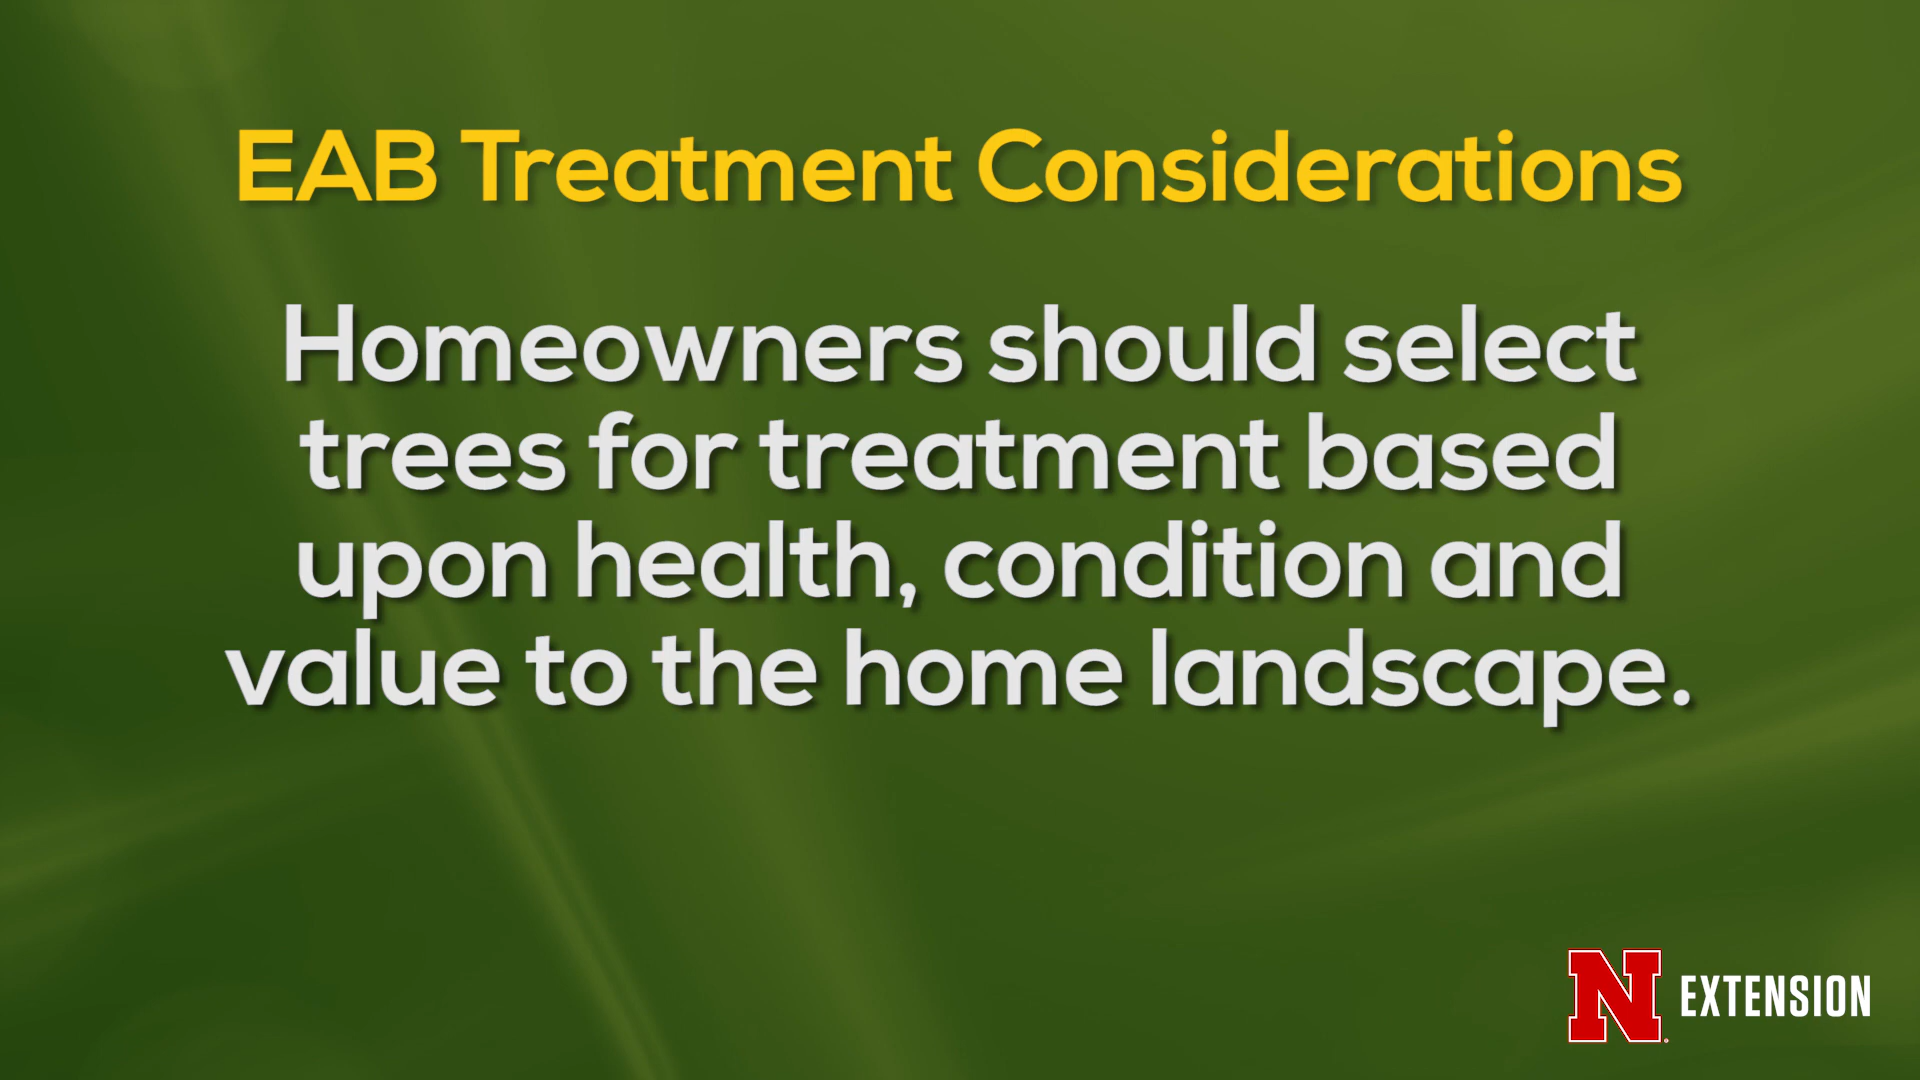 EAB Treatment Considerations
Homeowners should select
trees for treatment based
upon health, condition and
value to the home landscape.
N EXTENSION